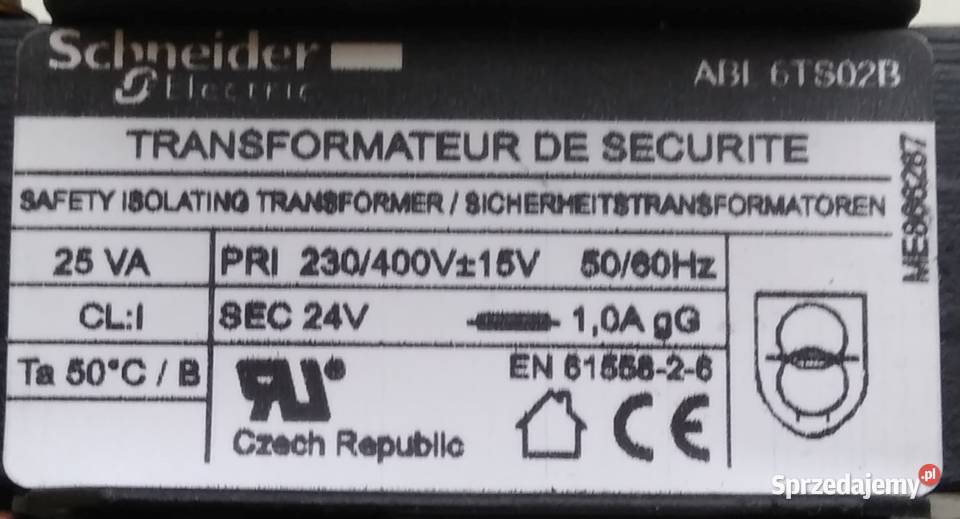 Schneider
Electric
ABL 6TS02B
TRANSFORMATEUR DE SECURITE
SAFETY ISOLATING TRANSFORMER / SICHERHEITSTRANSFORMATOREN
25 VA
PRI 230/400V±15V 50/60Hz
CL:I
SEC 24V 1,0A gG
Ta 50°C / B
EN 61558-2-6
Czech Republic
CE
Sprzedajemy.pl